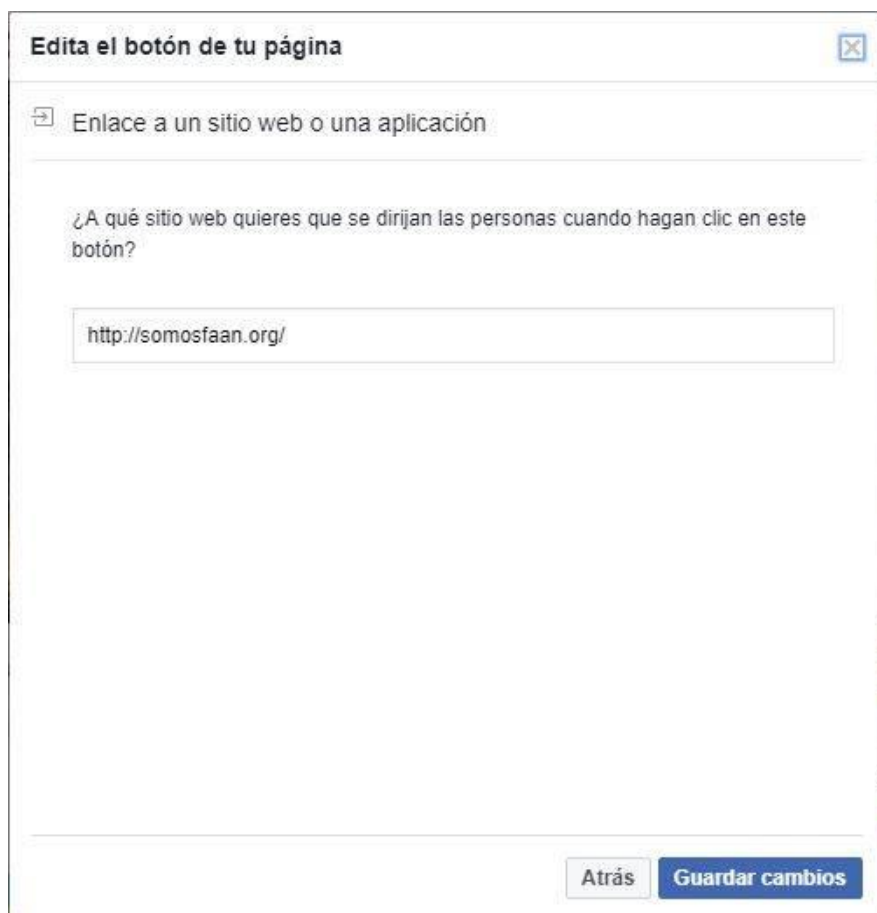 Edita el botón de tu página
Enlace a un sitio web o una aplicación
¿A qué sitio web quieres que se dirijan las personas cuando hagan clic en este
botón?
http://somosfaan.org/
Atrás
Guardar cambios